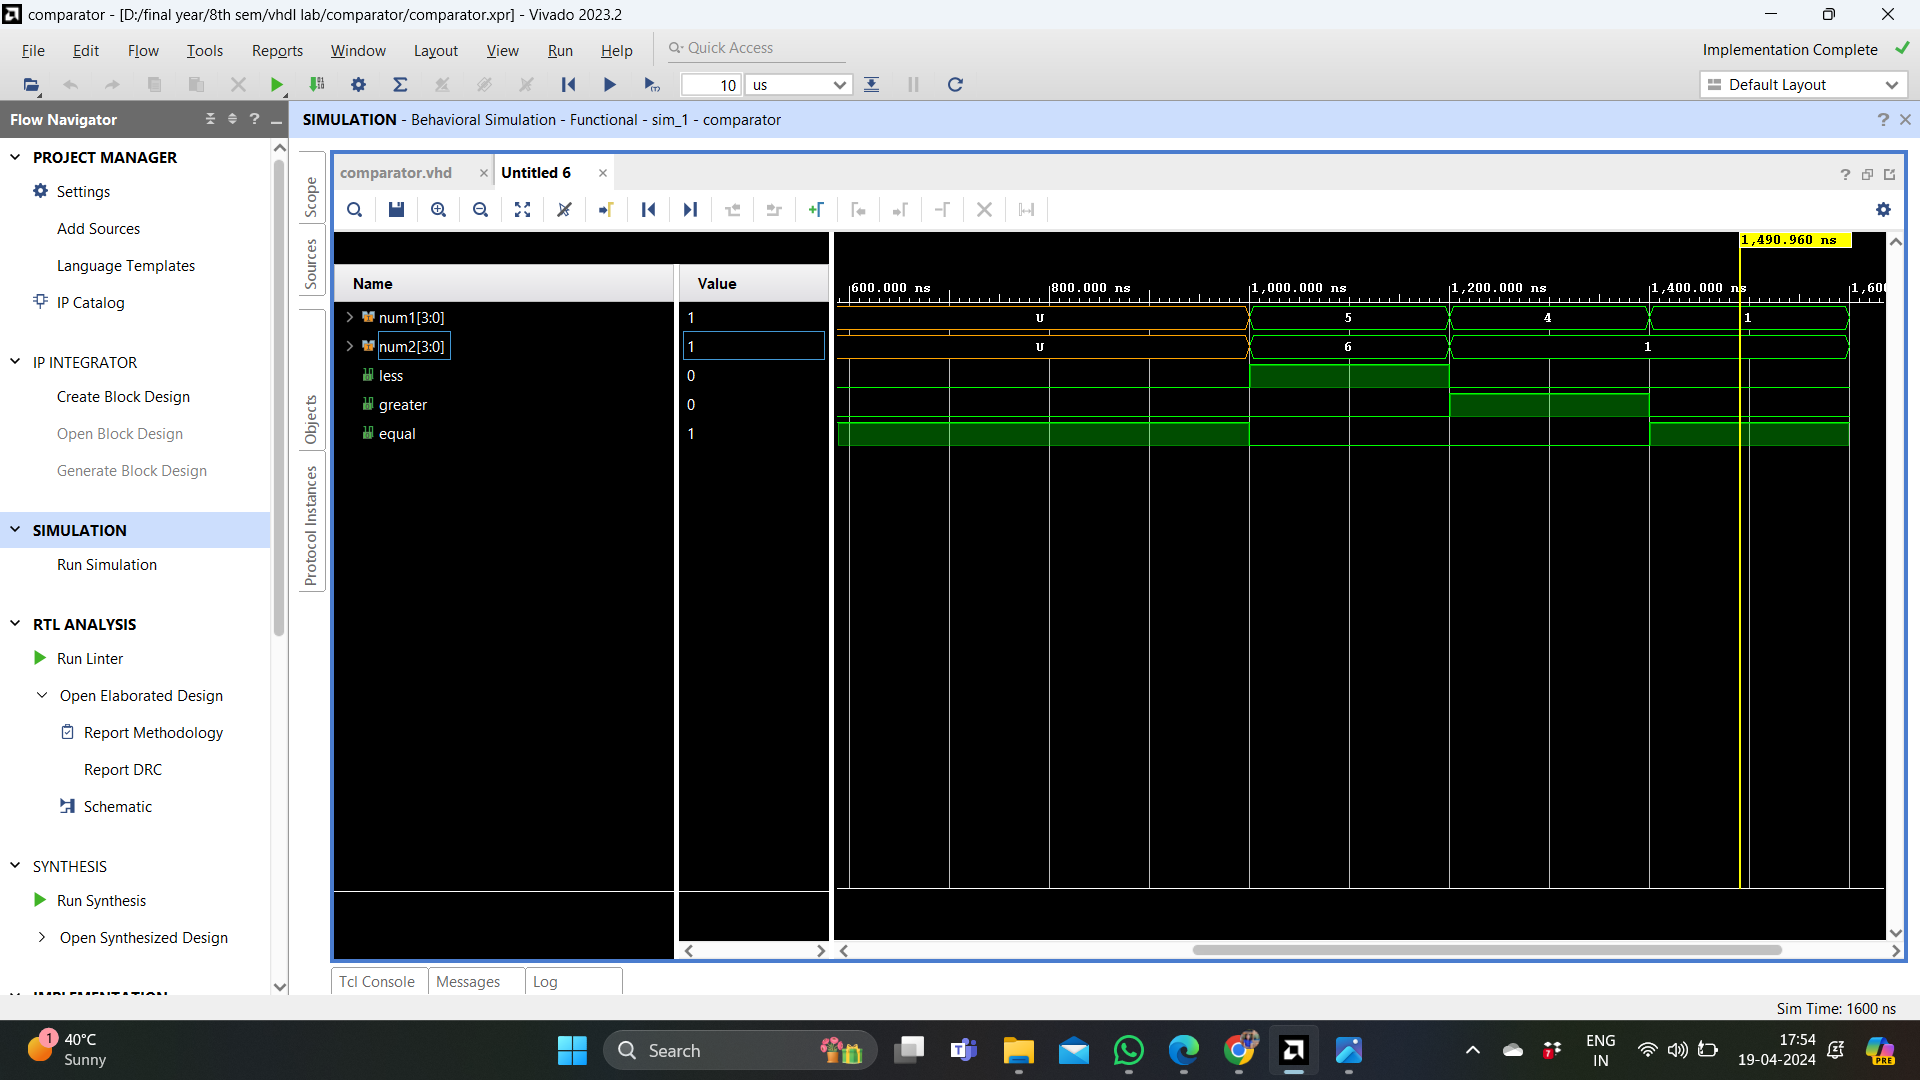 comparator - [D:/final year/8th sem/vhdl lab/comparator/comparator.xpr] - Vivado 2023.2
File Edit Flow Tools Reports Window Layout View Run Help Quick Access Implementation Complete
10 us Default Layout
Flow Navigator ? SIMULATION - Behavioral Simulation - Functional - sim_1 - comparator ?
PROJECT MANAGER
Settings
Add Sources
Language Templates
IP Catalog
IP INTEGRATOR
Create Block Design
Open Block Design
Generate Block Design
SIMULATION
Run Simulation
RTL ANALYSIS
Run Linter
Open Elaborated Design
Report Methodology
Report DRC
Schematic
SYNTHESIS
Run Synthesis
Open Synthesized Design
IMPLEMENTATION
Scope
Sources
Objects
Protocol Instances
comparator.vhd Untitled 6 ?
1,490.960 ns
Name Value 600.000 ns 800.000 ns 1,000.000 ns 1,200.000 ns 1,400.000 ns 1,600
num1[3:0] 1 U 5 4 1
num2[3:0] 1 U 6 1
less 0
greater 0
equal 1
Tcl Console Messages Log
Sim Time: 1600 ns
1 40°C
Sunny
Search
7
ENG
IN
17:54
19-04-2024
PRE